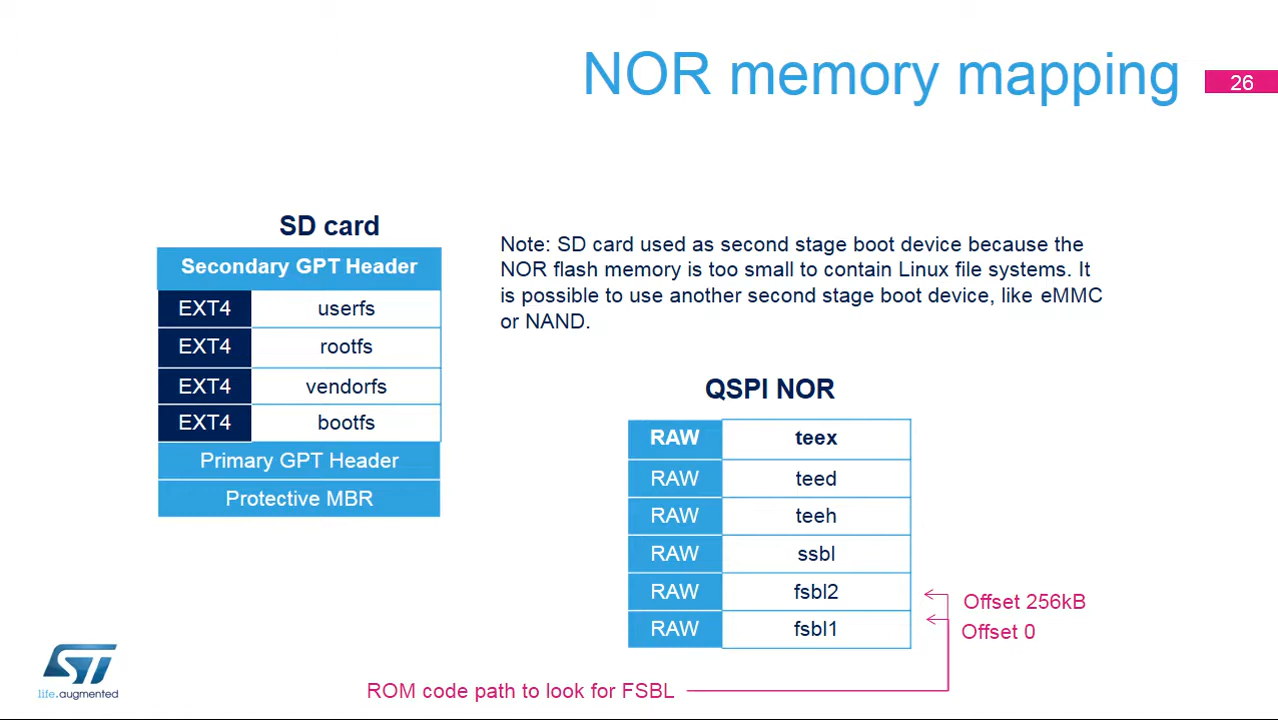 NOR memory mapping
26
SD card
Secondary GPT Header
EXT4 userfs
EXT4 rootfs
EXT4 vendorfs
EXT4 bootfs
Primary GPT Header
Protective MBR
Note: SD card used as second stage boot device because the
NOR flash memory is too small to contain Linux file systems. It
is possible to use another second stage boot device, like eMMC
or NAND.
QSPI NOR
RAW teex
RAW teed
RAW teeh
RAW ssbl
RAW fsbl2
RAW fsbl1
Offset 256kB
Offset 0
ROM code path to look for FSBL
ST
life.augmented